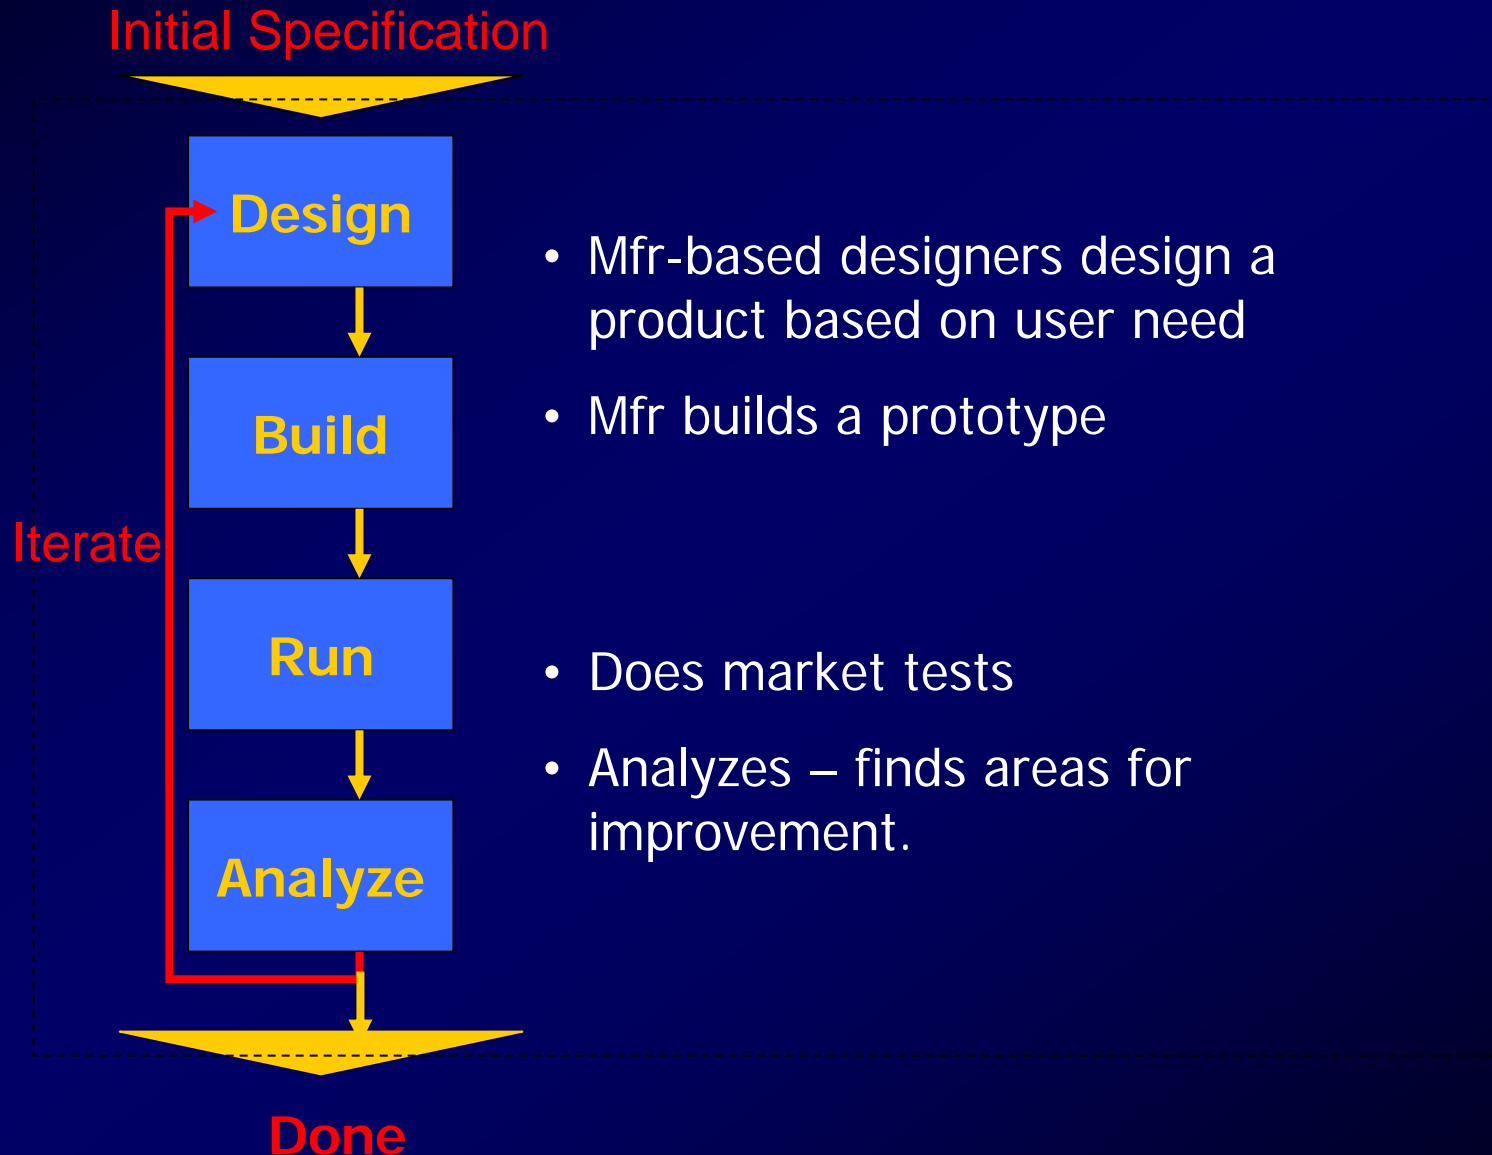 Initial Specification
Design
• Mfr-based designers design a
product based on user need
Build
• Mfr builds a prototype
Iterate
Run
• Does market tests
• Analyzes – finds areas for
improvement.
Analyze
Done